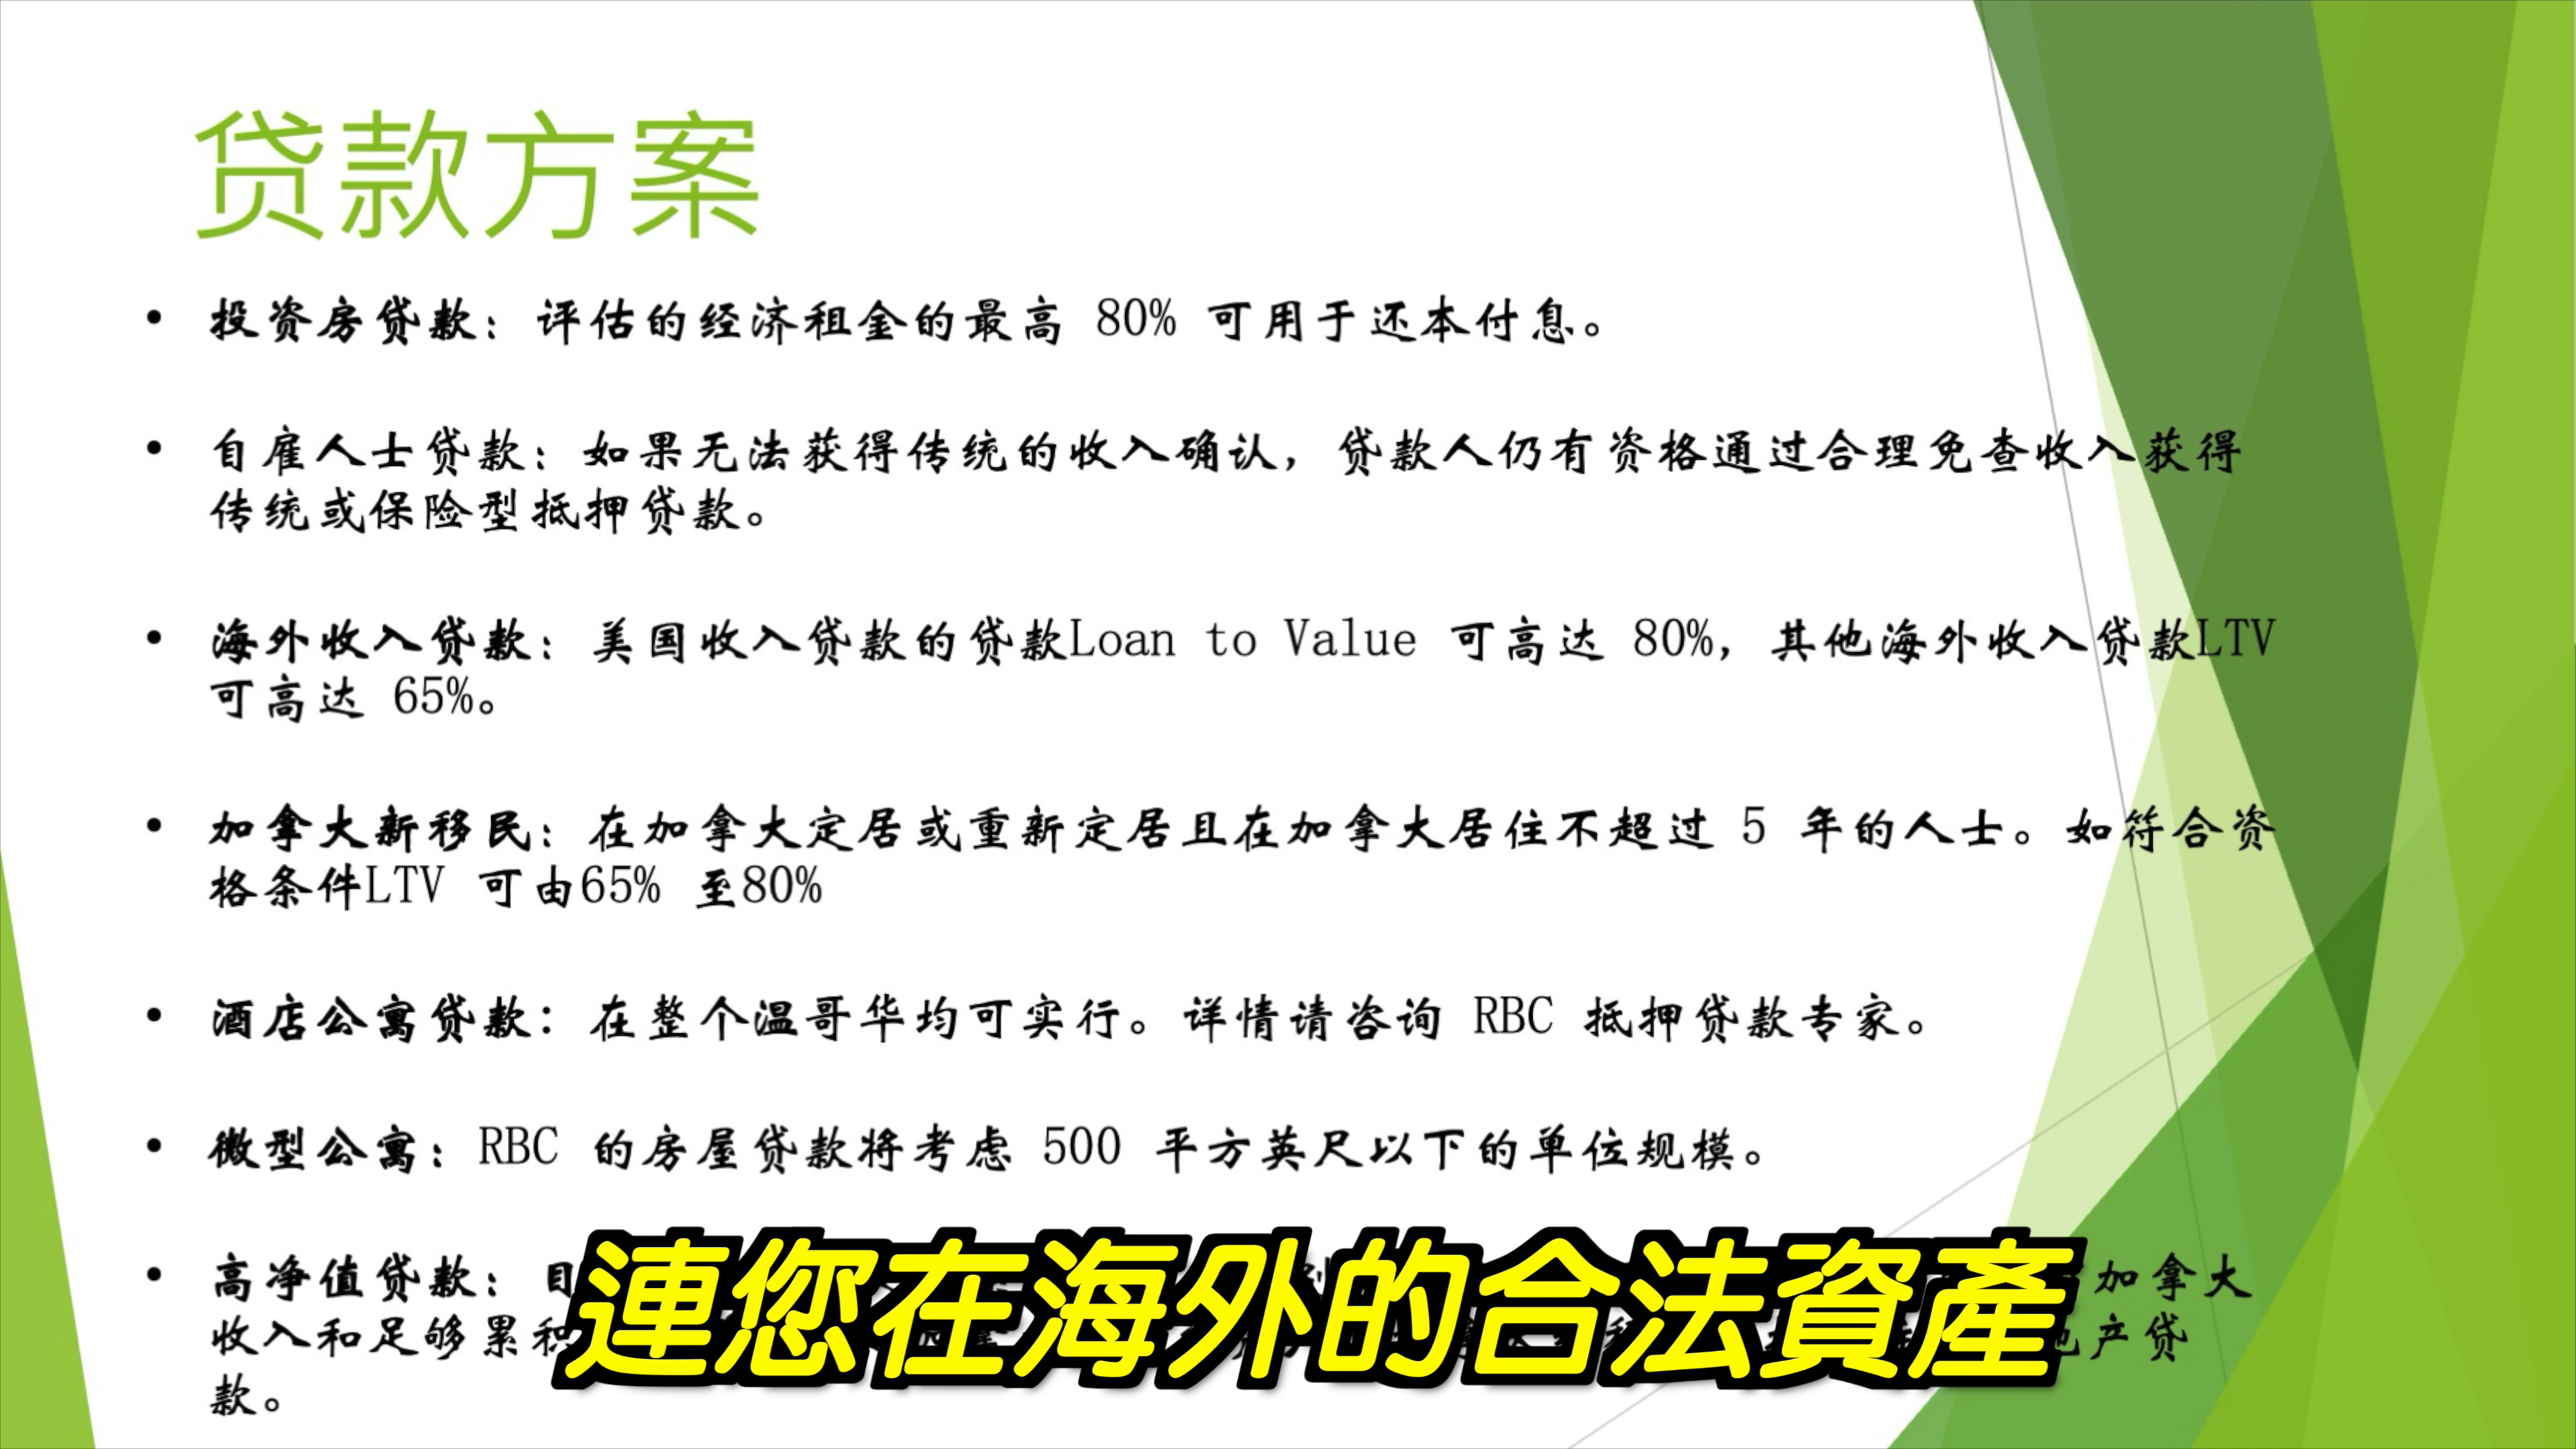 贷款方案
• 投资房贷款：评估的经济租金的最高 80% 可用于还本付息。
• 自雇人士贷款：如果无法获得传统的收入确认，贷款人仍有资格通过合理免查收入获得
传统或保险型抵押贷款。
• 海外收入贷款：美国收入贷款的贷款Loan to Value 可高达 80%，其他海外收入贷款LTV
可高达 65%。
• 加拿大新移民：在加拿大定居或重新定居且在加拿大居住不超过 5 年的人士。如符合资
格条件LTV 可由65% 至80%
• 酒店公寓贷款：在整个温哥华均可实行。详情请咨询 RBC 抵押贷款专家。
• 微型公寓：RBC 的房屋贷款将考虑 500 平方英尺以下的单位规模。
• 高净值贷款：目 加拿大
收入和足够累积 产贷
款。
連您在海外的合法資產